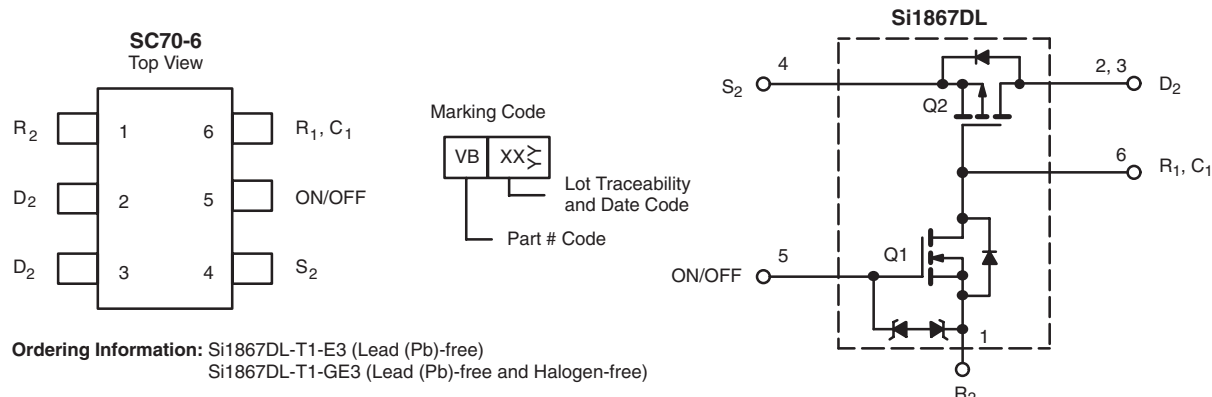 SC70-6
Top View
R2
1
6
R1, C1
D2
2
5
ON/OFF
D2
3
4
S2
Marking Code
VB
XX
YY
Lot Traceability
and Date Code
Part # Code
Ordering Information: Si1867DL-T1-E3 (Lead (Pb)-free)
Si1867DL-T1-GE3 (Lead (Pb)-free and Halogen-free)
Si1867DL
S2
4
2, 3
D2
Q2
6
R1, C1
Q1
5
ON/OFF
1
R2